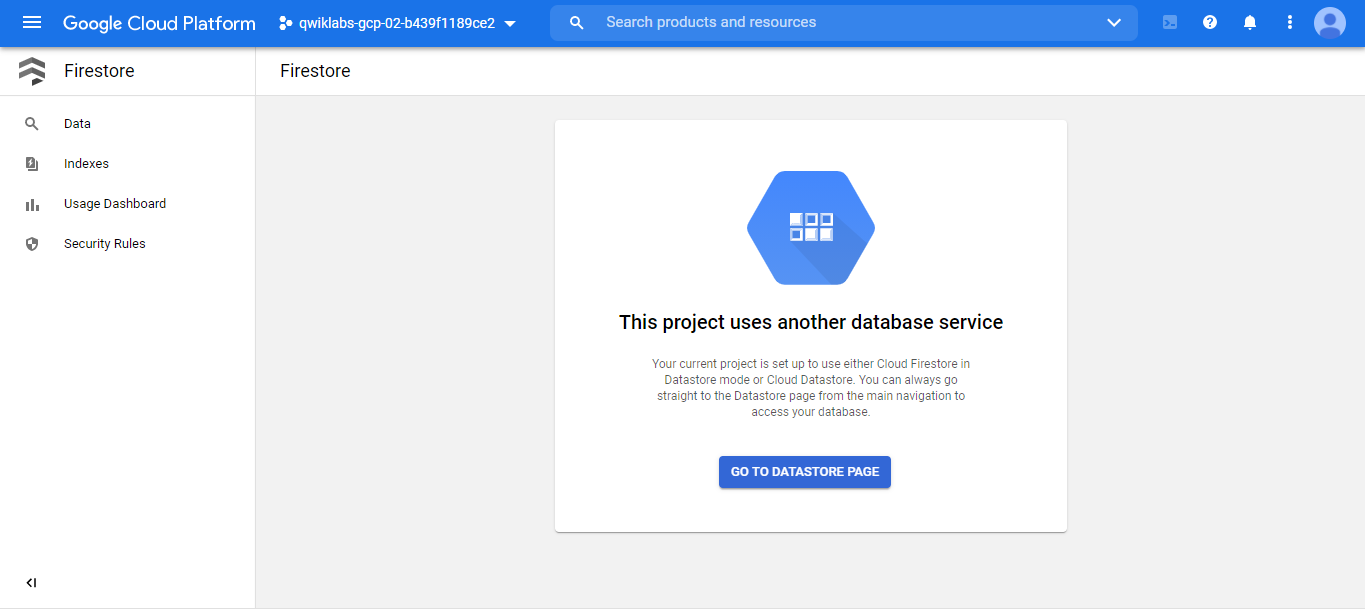 Google Cloud Platform
qwiklabs-gcp-02-b439f1189ce2
Search products and resources
Firestore
Firestore
Data
Indexes
Usage Dashboard
Security Rules
This project uses another database service
Your current project is set up to use either Cloud Firestore in
Datastore mode or Cloud Datastore. You can always go
straight to the Datastore page from the main navigation to
access your database.
GO TO DATASTORE PAGE